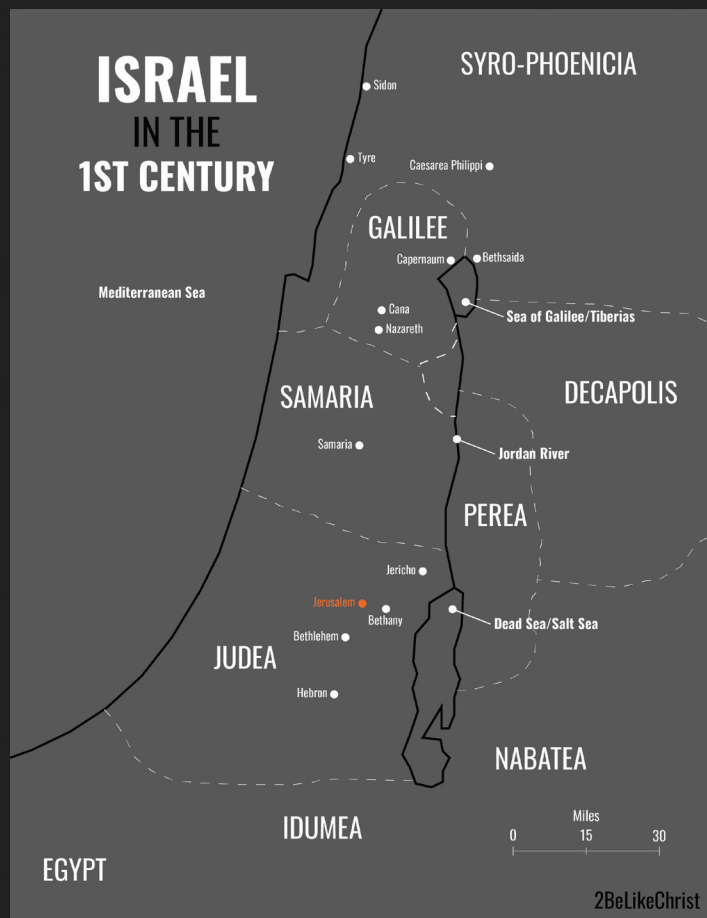 ISRAEL
IN THE
1ST CENTURY
SYRO-PHOENICIA
Sidon
Tyre
Caesarea Philippi
GALILEE
Capernaum
Bethsaida
Mediterranean Sea
Cana
Sea of Galilee/Tiberias
Nazareth
SAMARIA
DECAPOLIS
Samaria
Jordan River
PEREA
Jericho
Jerusalem
Bethany
Dead Sea/Salt Sea
Bethlehem
JUDEA
Hebron
NABATEA
IDUMEA
Miles
0 15 30
EGYPT
2BeLikeChrist